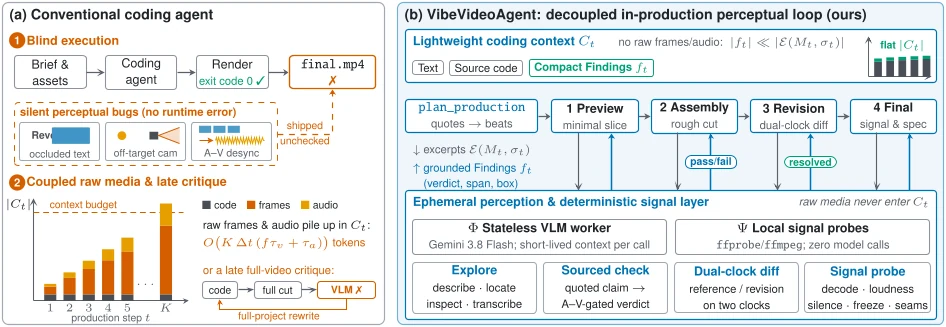 (a) Conventional coding agent
1 Blind execution
Brief & assets
Coding agent
Render
exit code 0 ✓
final.mp4
✗
silent perceptual bugs (no runtime error)
Reve
occluded text
off-target cam
A–V desync
shipped
unchecked
2 Coupled raw media & late critique
|C_t|
context budget
code
frames
audio
raw frames & audio pile up in C_t:
O(K Δt (fτ_v + τ_a)) tokens
or a late full-video critique:
code
full cut
VLM ✗
full-project rewrite
1 2 3 4 5 ··· K
production step t
(b) VibeVideoAgent: decoupled in-production perceptual loop (ours)
Lightweight coding context C_t
no raw frames/audio: |f_t| ≪ |ℰ(M_t, σ_t)|
Text
Source code
Compact Findings f_t
flat |C_t|
plan_production
quotes → beats
1 Preview
minimal slice
2 Assembly
rough cut
3 Revision
dual-clock diff
4 Final
signal & spec
↓ excerpts ℰ(M_t, σ_t)
↑ grounded Findings f_t
(verdict, span, box)
pass/fail
resolved
Ephemeral perception & deterministic signal layer
raw media never enter C_t
Φ Stateless VLM worker
Gemini 3.8 Flash; short-lived context per call
Ψ Local signal probes
ffprobe/ffmpeg; zero model calls
Explore
describe · locate
inspect · transcribe
Sourced check
quoted claim →
A–V-gated verdict
Dual-clock diff
reference / revision
on two clocks
Signal probe
decode · loudness
silence · freeze · seams